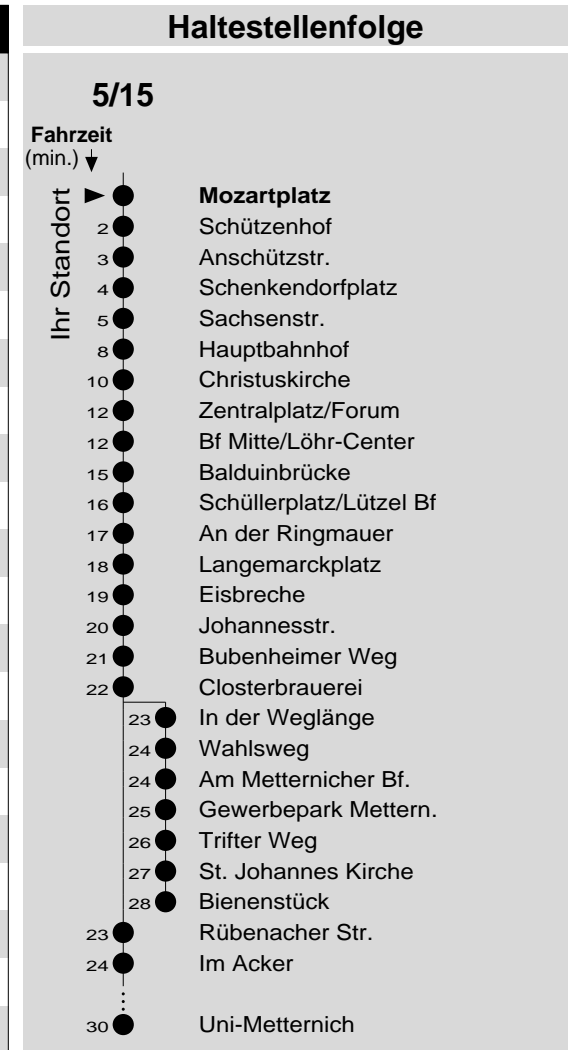 Haltestellenfolge
5/15
Fahrzeit
(min.)
Ihr Standort
Mozartplatz
2 Schützenhof
3 Anschützstr.
4 Schenkendorfplatz
5 Sachsenstr.
8 Hauptbahnhof
10 Christuskirche
12 Zentralplatz/Forum
12 Bf Mitte/Löhr-Center
15 Balduinbrücke
16 Schüllerplatz/Lützel Bf
17 An der Ringmauer
18 Langemarckplatz
19 Eisbreche
20 Johannesstr.
21 Bubenheimer Weg
22 Closterbrauerei
23 In der Weglänge
24 Wahlsweg
24 Am Metternicher Bf.
25 Gewerbepark Mettern.
26 Trifter Weg
27 St. Johannes Kirche
28 Bienenstück
23 Rübenacher Str.
24 Im Acker
30 Uni-Metternich